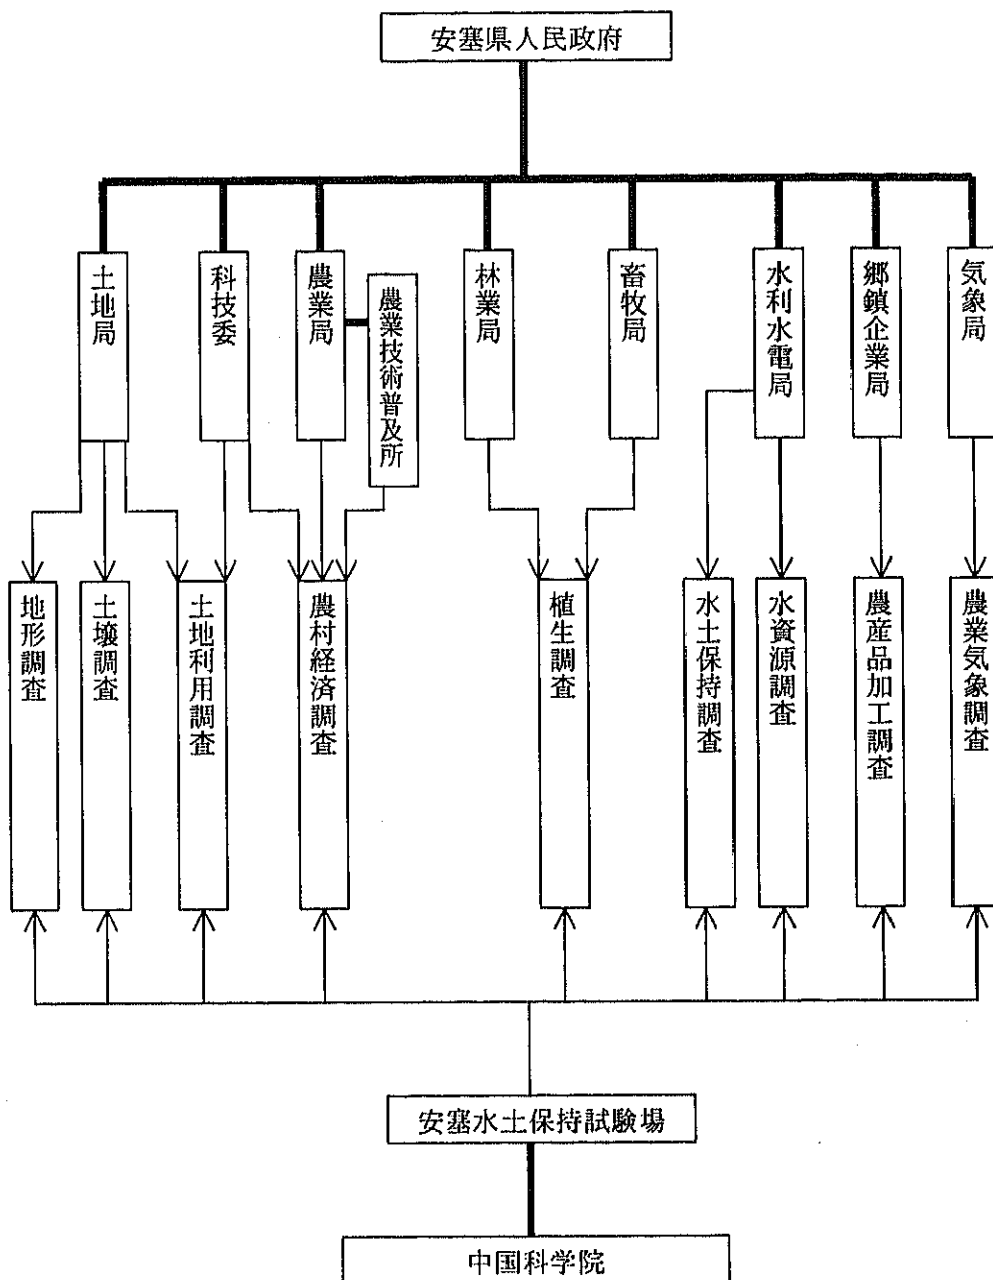 安塞県人民政府
土地局
科技委
農業局
農業技術普及所
林業局
畜牧局
水利水電局
郷鎮企業局
気象局
地形調査
土壌調査
土地利用調査
農村経済調査
植生調査
水土保持調査
水資源調査
農産品加工調査
農業気象調査
安塞水土保持試験場
中国科学院